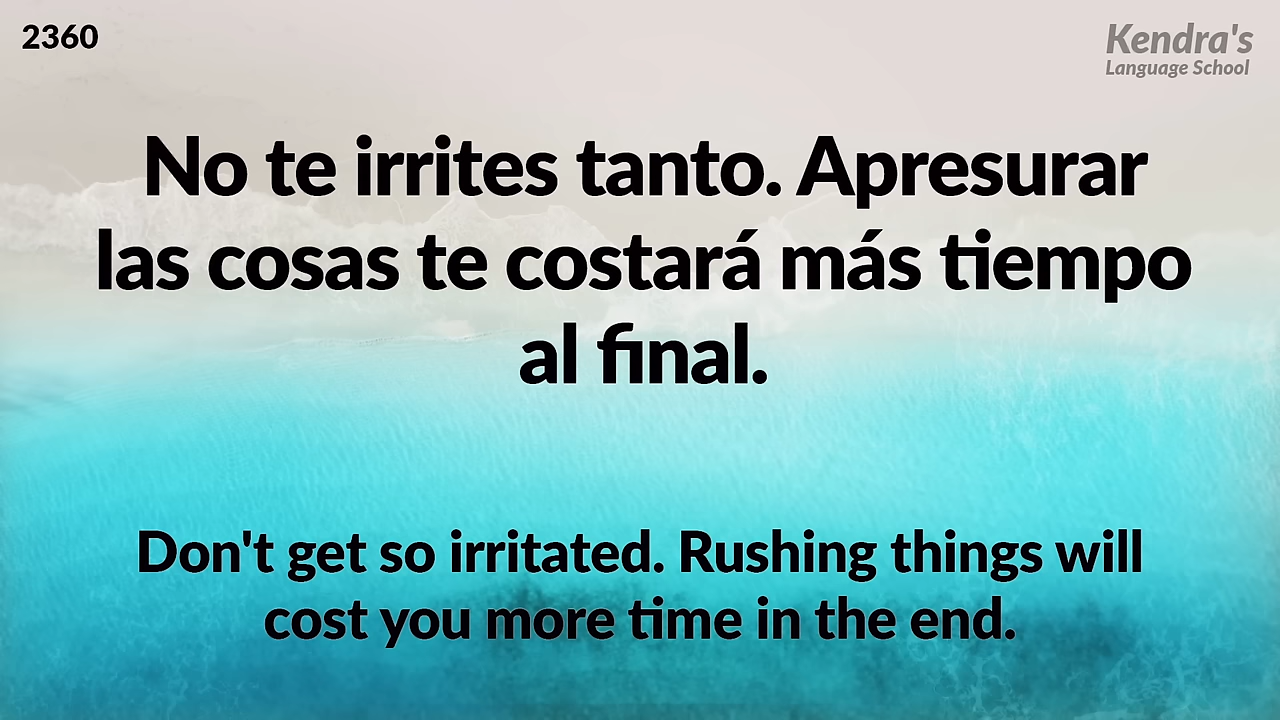 2360
Kendra's
Language School
No te irrites tanto. Apresurar
las cosas te costará más tiempo
al final.
Don't get so irritated. Rushing things will
cost you more time in the end.